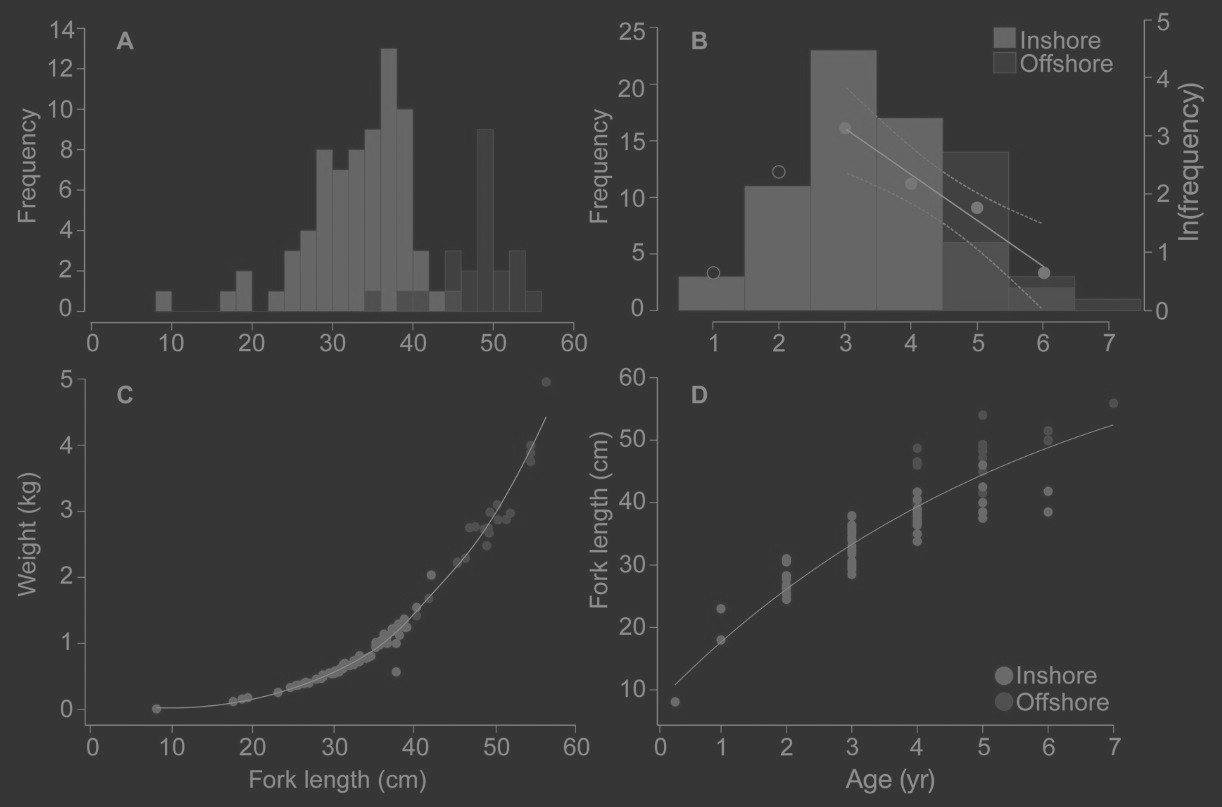 A
Frequency
14
12
10
8
6
4
2
0
0 10 20 30 40 50 60
B
Frequency
25
20
15
10
5
0
Inshore
Offshore
5
4
3
2
1
0
ln(frequency)
1 2 3 4 5 6 7
C
Weight (kg)
5
4
3
2
1
0
0 10 20 30 40 50 60
Fork length (cm)
D
Fork length (cm)
60
50
40
30
20
10
Inshore
Offshore
0 1 2 3 4 5 6 7
Age (yr)